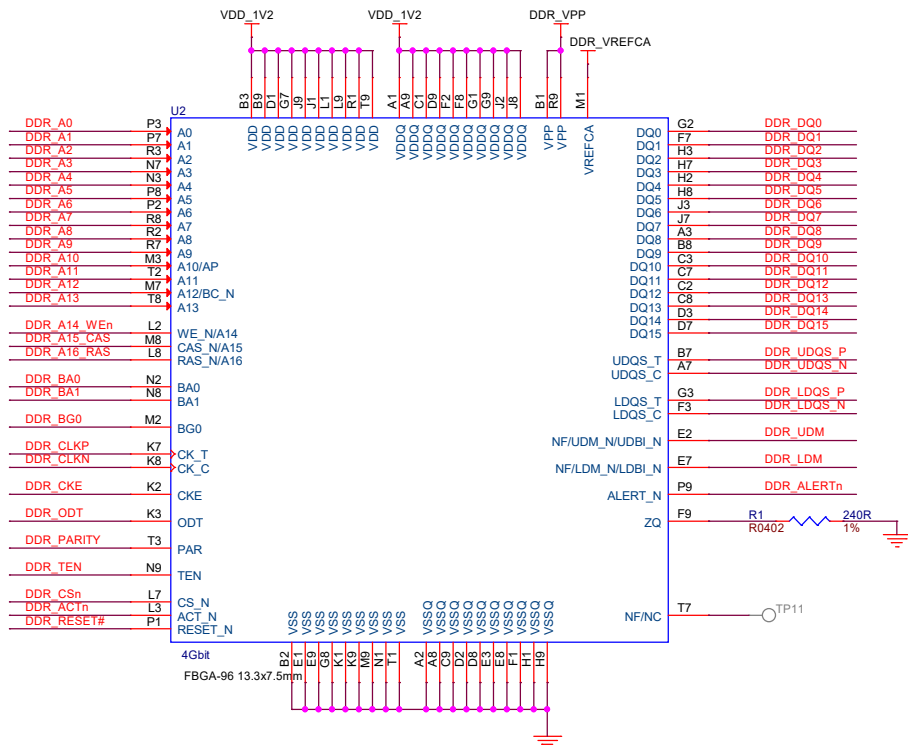 VDD_1V2 VDD_1V2 DDR_VPP
DDR_VREFCA
B3 B9 D1 G7 J9 J1 L1 L9 R1 T9 A1 A9 C1 D9 F2 F8 G1 G9 J2 J8 B1 R9 M1
U2
VDD VDD VDD VDD VDD VDD VDD VDD VDD VDD VDDQ VDDQ VDDQ VDDQ VDDQ VDDQ VDDQ VDDQ VDDQ VDDQ VPP VPP VREFCA
DDR_A0 P3 A0 DQ0 G2 DDR_DQ0
DDR_A1 P7 A1 DQ1 F7 DDR_DQ1
DDR_A2 R3 A2 DQ2 H3 DDR_DQ2
DDR_A3 N7 A3 DQ3 H7 DDR_DQ3
DDR_A4 N3 A4 DQ4 H2 DDR_DQ4
DDR_A5 P8 A5 DQ5 H8 DDR_DQ5
DDR_A6 P2 A6 DQ6 J3 DDR_DQ6
DDR_A7 R8 A7 DQ7 J7 DDR_DQ7
DDR_A8 R2 A8 DQ8 A3 DDR_DQ8
DDR_A9 R7 A9 DQ9 B8 DDR_DQ9
DDR_A10 M3 A10/AP DQ10 C3 DDR_DQ10
DDR_A11 T2 A11 DQ11 C7 DDR_DQ11
DDR_A12 M7 A12/BC_N DQ12 C2 DDR_DQ12
DDR_A13 T8 A13 DQ13 C8 DDR_DQ13
DQ14 D3 DDR_DQ14
DDR_A14_WEn L2 WE_N/A14 DQ15 D7 DDR_DQ15
DDR_A15_CAS M8 CAS_N/A15
DDR_A16_RAS L8 RAS_N/A16 UDQS_T B7 DDR_UDQS_P
UDQS_C A7 DDR_UDQS_N
DDR_BA0 N2 BA0
DDR_BA1 N8 BA1 LDQS_T G3 DDR_LDQS_P
LDQS_C F3 DDR_LDQS_N
DDR_BG0 M2 BG0
NF/UDM_N/UDBI_N E2 DDR_UDM
DDR_CLKP K7 CK_T
DDR_CLKN K8 CK_C NF/LDM_N/LDBI_N E7 DDR_LDM
DDR_CKE K2 CKE ALERT_N P9 DDR_ALERTn
DDR_ODT K3 ODT ZQ F9 R1 240R
R0402 1%
DDR_PARITY T3 PAR
DDR_TEN N9 TEN
DDR_CSn L7 CS_N
DDR_ACTn L3 ACT_N NF/NC T7 TP11
DDR_RESET# P1 RESET_N
VSS VSS VSS VSS VSS VSS VSS VSS VSS VSSQ VSSQ VSSQ VSSQ VSSQ VSSQ VSSQ VSSQ VSSQ VSSQ
4Gbit
B2 E1 E9 G8 K1 K9 M9 N1 T1 A2 A8 C9 D2 D8 E3 E8 F1 H1 H9
FBGA-96 13.3x7.5mm